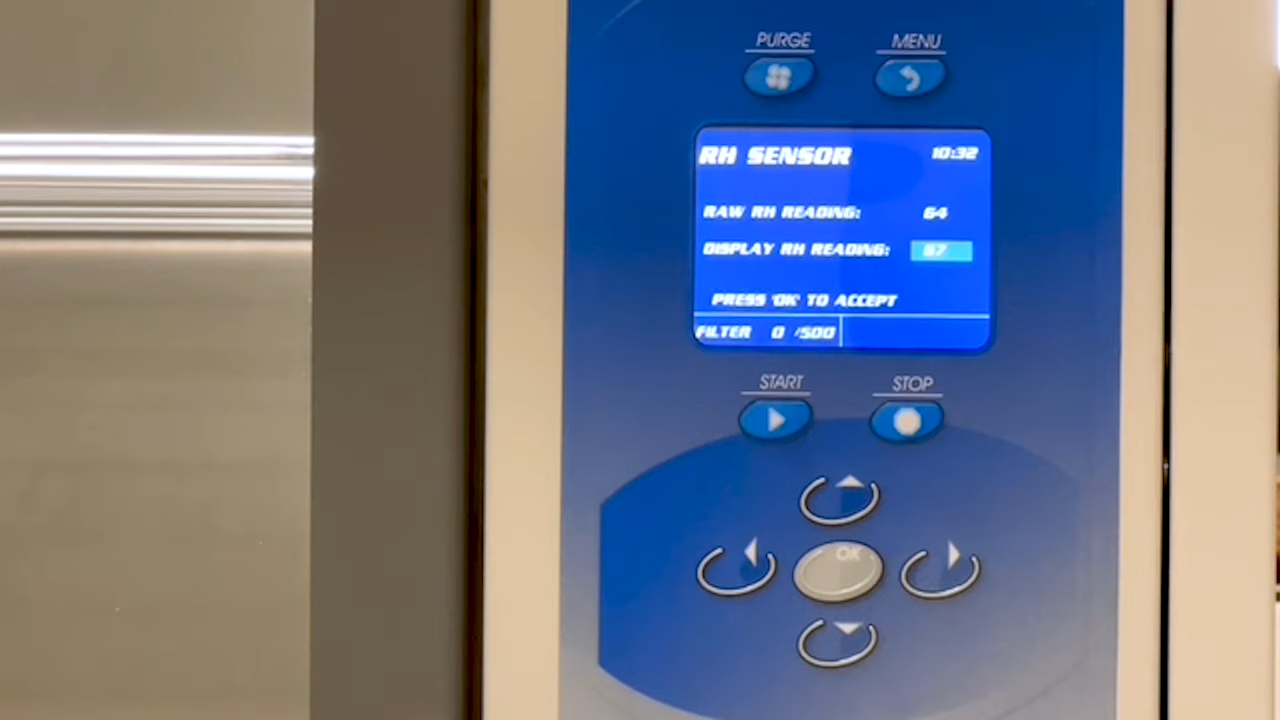 PURGE MENU
RH SENSOR 10:32
RAW RH READING: 64
DISPLAY RH READING: 67
PRESS 'OK' TO ACCEPT
FILTER 0 /500
START STOP
OK